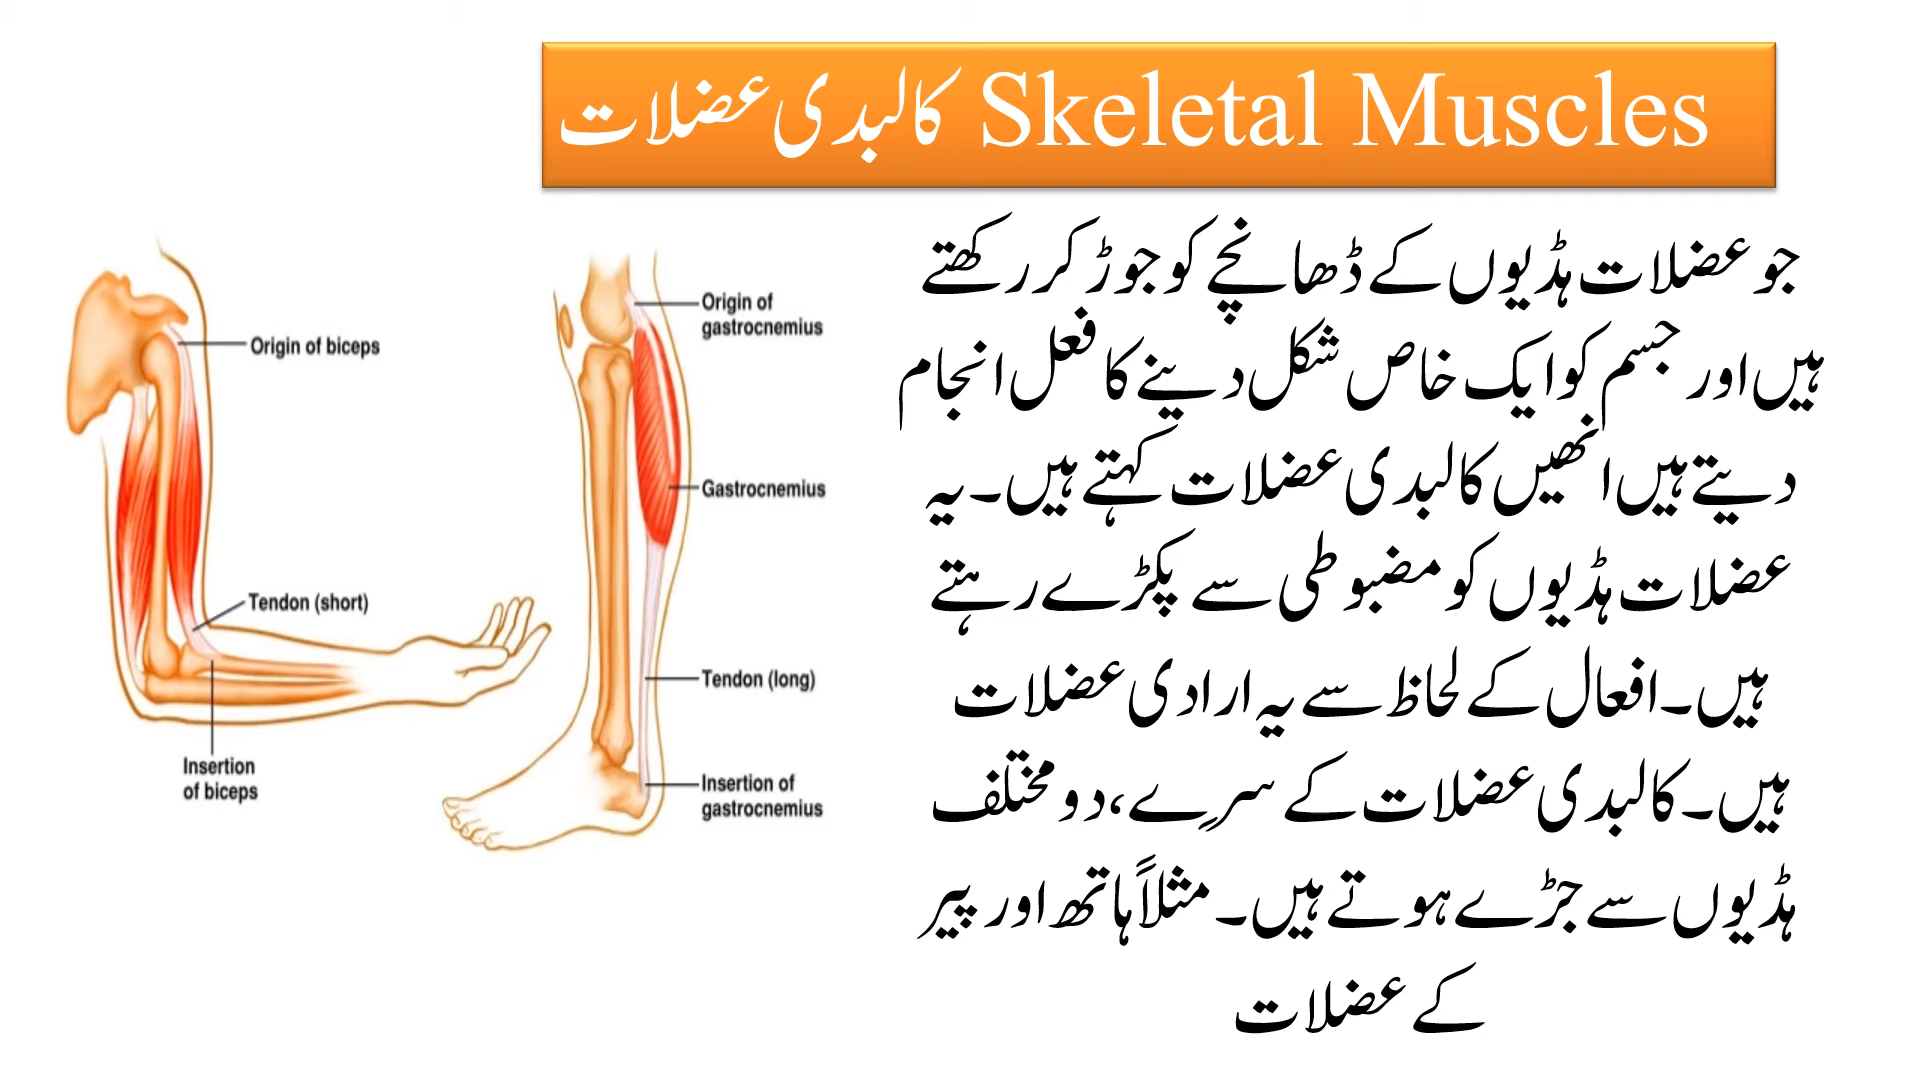 کالبدی عضلات Skeletal Muscles
جو عضلات ہڈیوں کے ڈھانچے کو جوڑ کر رکھتے
ہیں اور جسم کو ایک خاص شکل دینے کا فعل انجام
دیتے ہیں انھیں کالبدی عضلات کہتے ہیں۔ یہ
عضلات ہڈیوں کو مضبوطی سے پکڑے رہتے
ہیں۔ افعال کے لحاظ سے یہ ارادی عضلات
ہیں۔ کالبدی عضلات کے سرِے، دو مختلف
ہڈیوں سے جڑے ہوتے ہیں۔ مثلاً ہاتھ اور پیر
کے عضلات
Origin of biceps
Tendon (short)
Insertion
of biceps
Origin of
gastrocnemius
Gastrocnemius
Tendon (long)
Insertion of
gastrocnemius